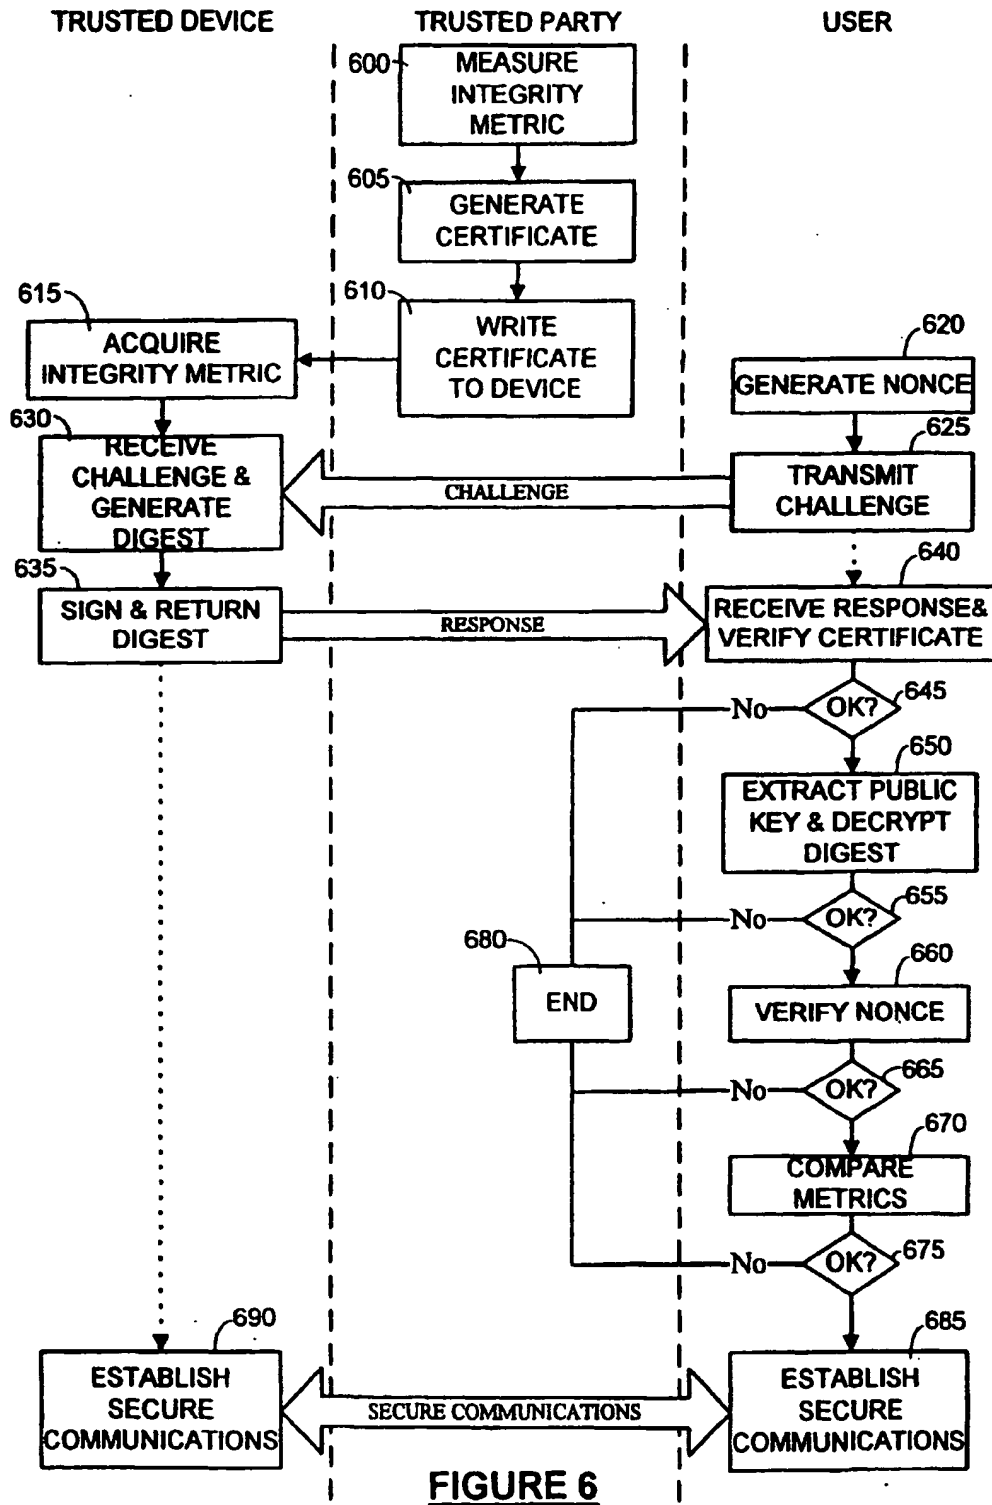 TRUSTED DEVICE
TRUSTED PARTY
USER
600
MEASURE
INTEGRITY
METRIC
605
GENERATE
CERTIFICATE
610
WRITE
CERTIFICATE
TO DEVICE
615
ACQUIRE
INTEGRITY METRIC
620
GENERATE NONCE
625
TRANSMIT
CHALLENGE
CHALLENGE
630
RECEIVE
CHALLENGE &
GENERATE
DIGEST
635
SIGN & RETURN
DIGEST
RESPONSE
640
RECEIVE RESPONSE&
VERIFY CERTIFICATE
645
OK?
No
650
EXTRACT PUBLIC
KEY & DECRYPT
DIGEST
655
OK?
No
680
END
660
VERIFY NONCE
665
OK?
No
670
COMPARE
METRICS
675
OK?
No
690
ESTABLISH
SECURE
COMMUNICATIONS
SECURE COMMUNICATIONS
685
ESTABLISH
SECURE
COMMUNICATIONS
FIGURE 6